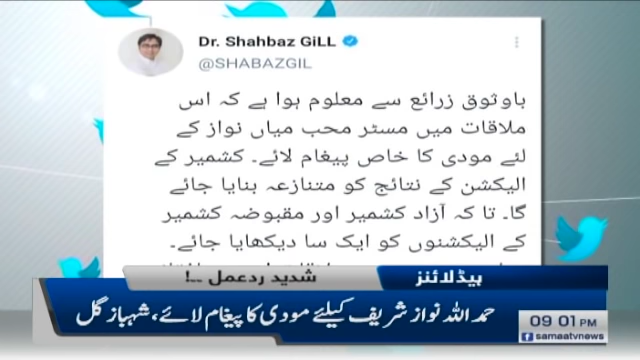 Dr. Shahbaz GiLL
@SHABAZGIL
باوثوق زرائع سے معلوم ہوا ہے کہ اس
ملاقات میں مسٹر محب میاں نواز کے
لئے مودی کا خاص پیغام لائے۔ کشمیر کے
الیکشن کے نتائج کو متنازعہ بنایا جائے
گا۔ تا کہ آزاد کشمیر اور مقبوضہ کشمیر
کے الیکشنوں کو ایک سا دیکھایا جائے۔
ہیڈلائنز
شدید ردعمل ..!
حمد اللہ نواز شریف کیلئے مودی کا پیغام لائے، شہباز گل
09 01 PM
samaatvnews